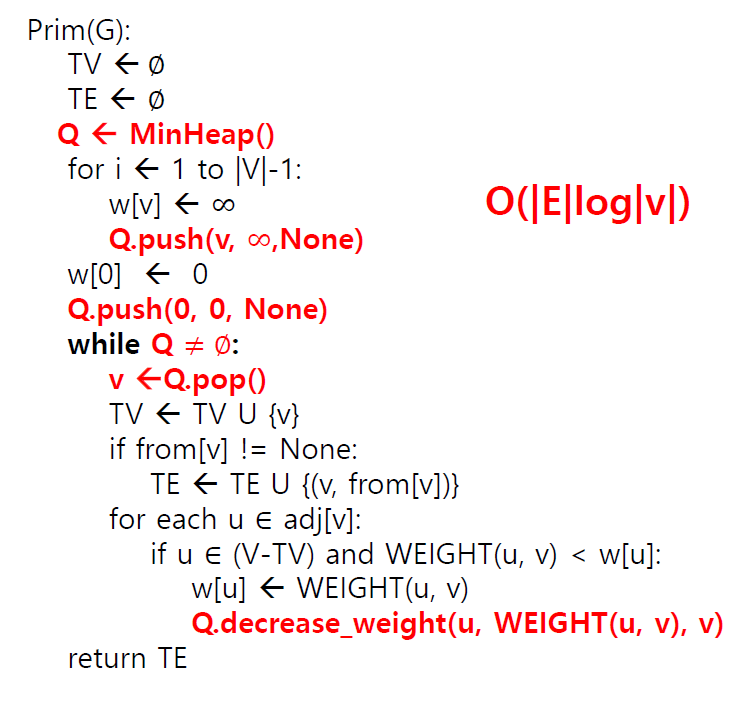 Prim(G):
TV ← ∅
TE ← ∅
Q ← MinHeap()
for i ← 1 to |V|-1:
w[v] ← ∞
Q.push(v, ∞,None)
O(|E|log|v|)
w[0] ← 0
Q.push(0, 0, None)
while Q ≠ ∅:
v ←Q.pop()
TV ← TV U {v}
if from[v] != None:
TE ← TE U {(v, from[v])}
for each u ∈ adj[v]:
if u ∈ (V-TV) and WEIGHT(u, v) < w[u]:
w[u] ← WEIGHT(u, v)
Q.decrease_weight(u, WEIGHT(u, v), v)
return TE